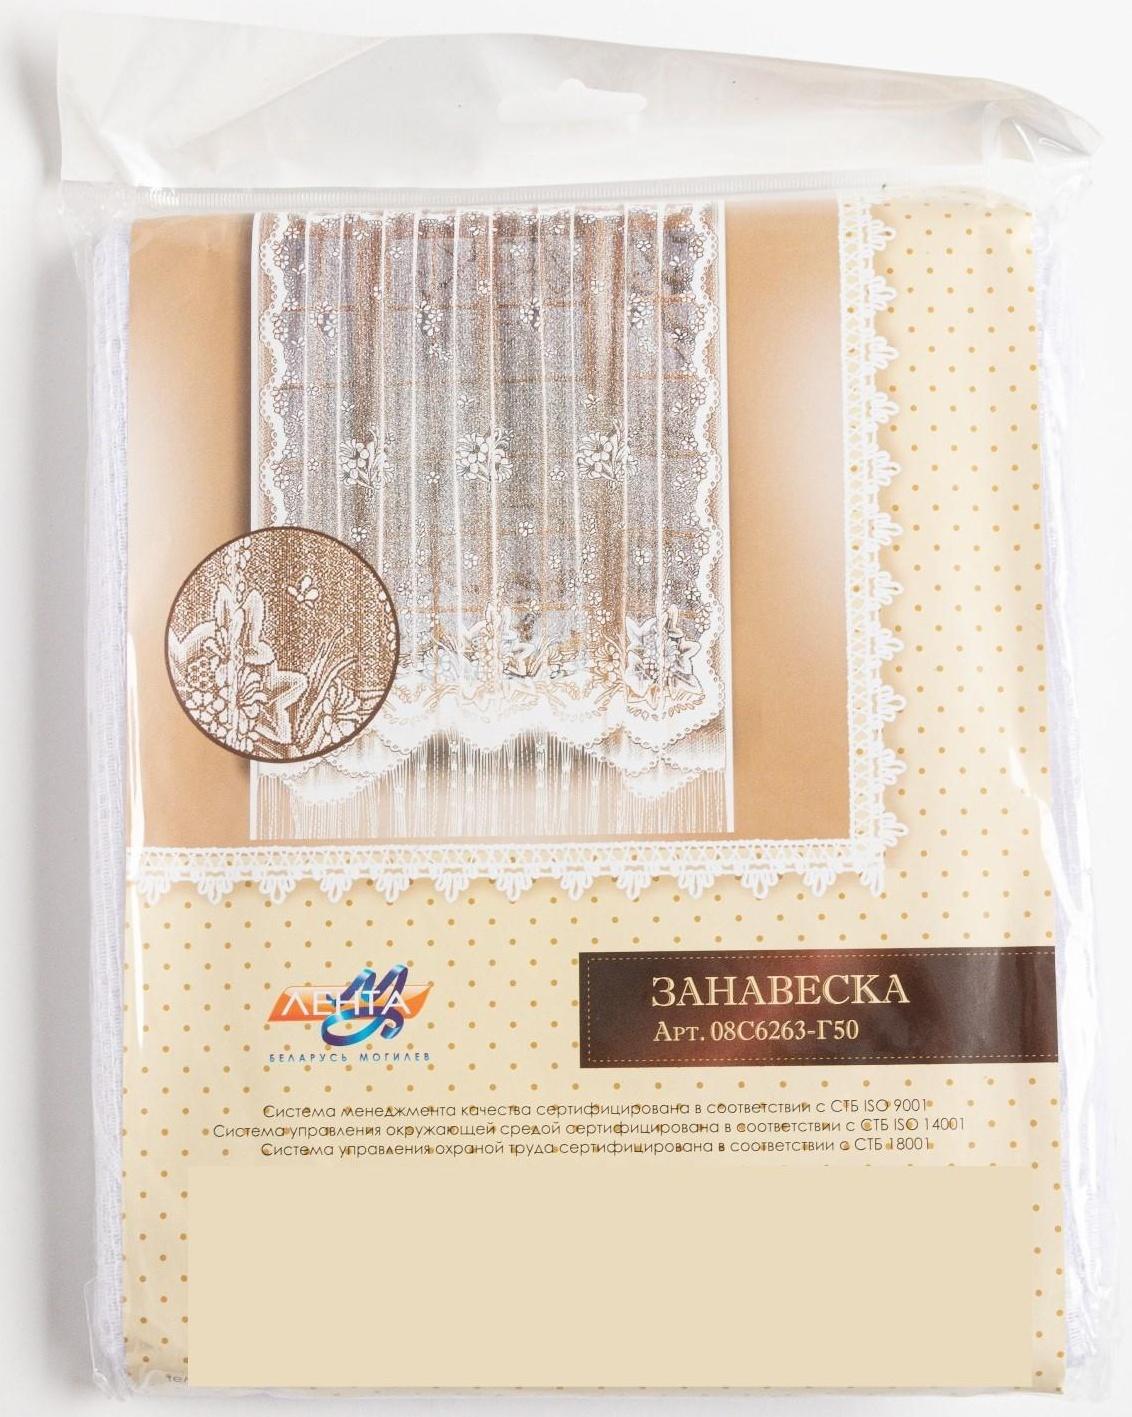 ЛЕНТА
БЕЛАРУСЬ МОГИЛЕВ
ЗАНАВЕСКА
Арт. 08С6263-Г50
Система менеджмента качества сертифицирована в соответствии с СТБ ISO 9001
Система управления окружающей средой сертифицирована в соответствии с СТБ ISO 14001
Система управления охраной труда сертифицирована в соответствии с СТБ 18001